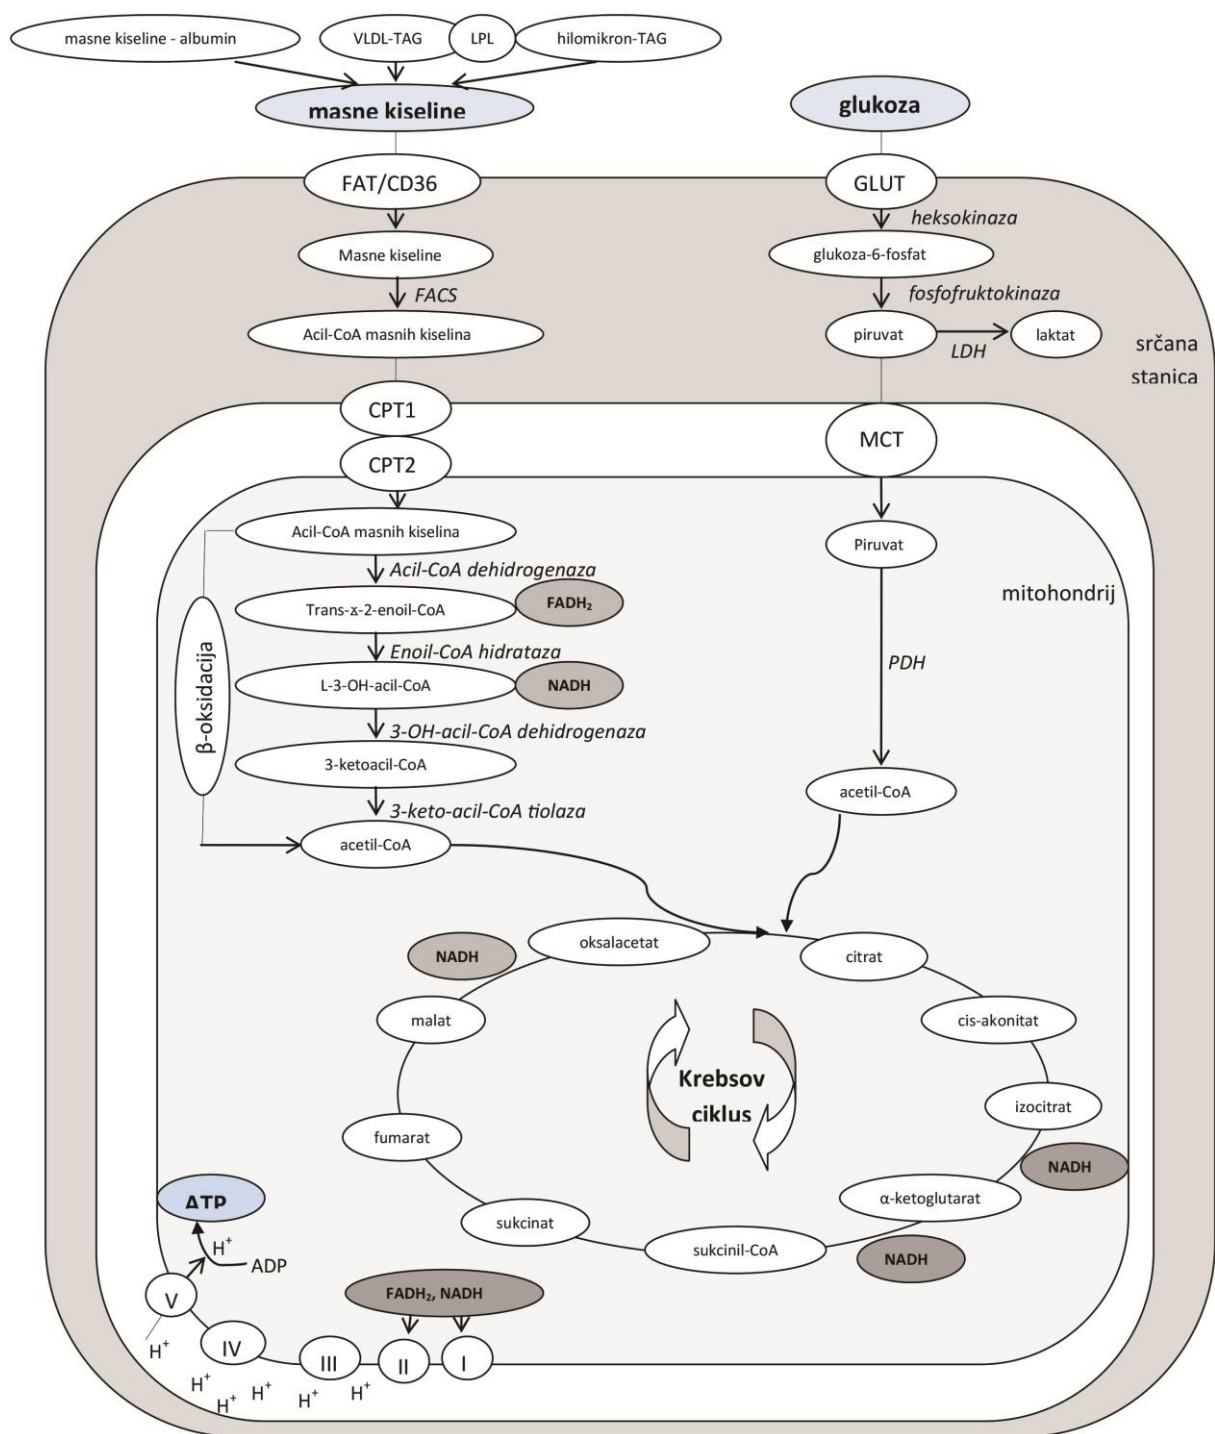 masne kiseline - albumin
VLDL-TAG
LPL
hilomikron-TAG
masne kiseline
glukoza
FAT/CD36
GLUT
heksokinaza
Masne kiseline
glukoza-6-fosfat
FACS
fosfofruktokinaza
Acil-CoA masnih kiselina
piruvat
LDH
laktat
srčana
stanica
CPT1
MCT
CPT2
Acil-CoA masnih kiselina
Piruvat
Acil-CoA dehidrogenaza
Trans-x-2-enoil-CoA
FADH₂
mitohondrij
Enoil-CoA hidrataza
L-3-OH-acil-CoA
NADH
PDH
β-oksidacija
3-OH-acil-CoA dehidrogenaza
3-ketoacil-CoA
3-keto-acil-CoA tiolaza
acetil-CoA
acetil-CoA
oksalacetat
NADH
citrat
malat
cis-akonitat
Krebsov
ciklus
izocitrat
fumarat
NADH
α-ketoglutarat
ATP
sukcinat
sukcinil-CoA
NADH
H⁺
ADP
FADH₂, NADH
V
IV
III
II
I
H⁺
H⁺
H⁺
H⁺
H⁺
H⁺